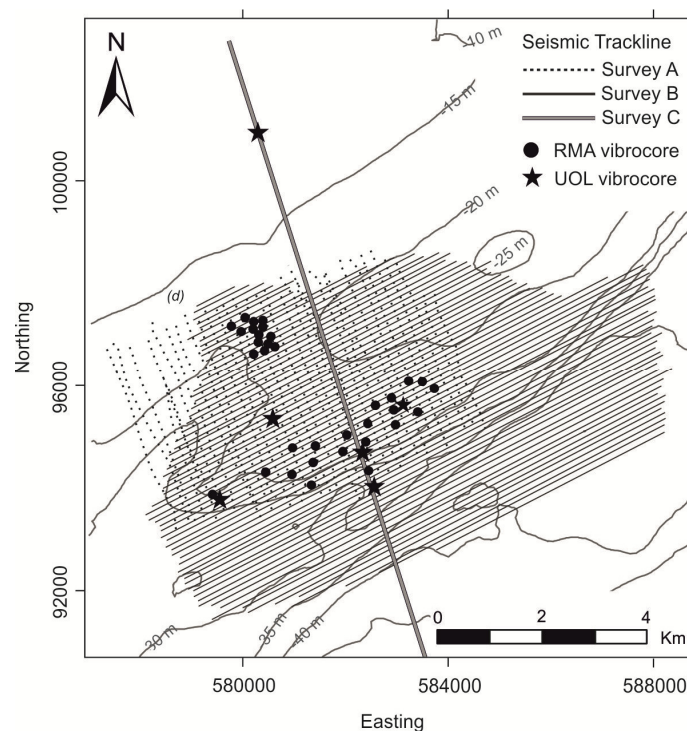 N
Seismic Trackline
Survey A
Survey B
Survey C
RMA vibrocore
UOL vibrocore
-10 m
-15 m
-20 m
-25 m
(d)
100000
96000
92000
Northing
30 m
35 m
-40 m
0 2 4
Km
580000 584000 588000
Easting